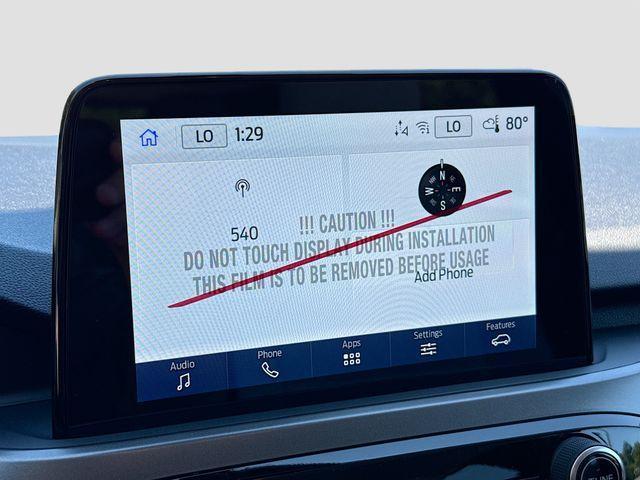 LO 1:29 LO 80°
N
W E
S
540
!!! CAUTION !!!
DO NOT TOUCH DISPLAY DURING INSTALLATION
THIS FILM IS TO BE REMOVED BEFORE USAGE
Add Phone
Audio Phone Apps Settings Features
TUNE